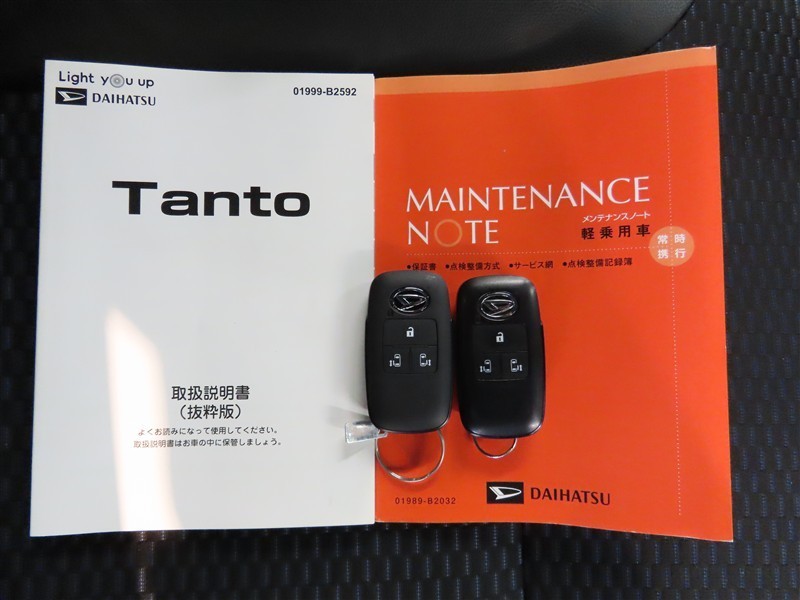 Light you up
DAIHATSU
01999-B2592
Tanto
取扱説明書
（抜粋版）
よくお読みになって使用してください。
取扱説明書はお車の中に保管しましょう。
MAINTENANCE
NOTE
メンテナンスノート
軽乗用車
常時
携行
●保証書 ●点検整備方式 ●サービス網 ●点検整備記録簿
01989-B2032
DAIHATSU